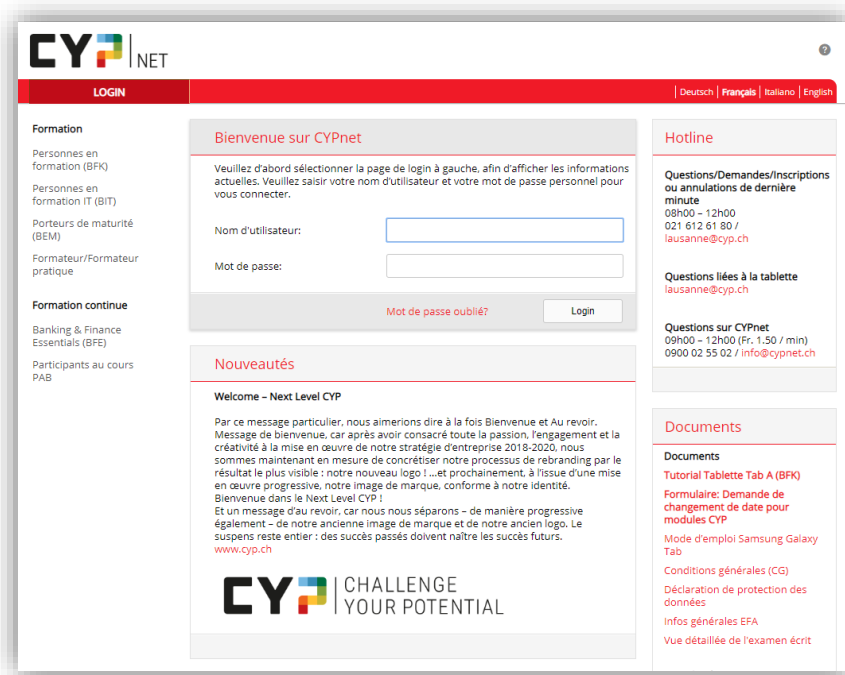 CYP NET
LOGIN
Deutsch | Français | Italiano | English
Formation
Personnes en
formation (BFK)
Personnes en
formation IT (BIT)
Porteurs de maturité
(BEM)
Formateur/Formateur
pratique
Formation continue
Banking & Finance
Essentials (BFE)
Participants au cours
PAB
Bienvenue sur CYPnet
Veuillez d'abord sélectionner la page de login à gauche, afin d'afficher les informations
actuelles. Veuillez saisir votre nom d'utilisateur et votre mot de passe personnel pour
vous connecter.
Nom d'utilisateur:
Mot de passe:
Mot de passe oublié?
Login
Nouveautés
Welcome – Next Level CYP
Par ce message particulier, nous aimerions dire à la fois Bienvenue et Au revoir.
Message de bienvenue, car après avoir consacré toute la passion, l'engagement et la
créativité à la mise en œuvre de notre stratégie d'entreprise 2018-2020, nous
sommes maintenant en mesure de concrétiser notre processus de rebranding par le
résultat le plus visible : notre nouveau logo ! ...et prochainement, à l'issue d'une mise
en œuvre progressive, notre image de marque, conforme à notre identité.
Bienvenue dans le Next Level CYP !
Et un message d'au revoir, car nous nous séparons – de manière progressive
également – de notre ancienne image de marque et de notre ancien logo. Le
suspens reste entier : des succès passés doivent naître les succès futurs.
www.cyp.ch
CYP CHALLENGE
YOUR POTENTIAL
Hotline
Questions/Demandes/Inscriptions
ou annulations de dernière
minute
08h00 – 12h00
021 612 61 80 /
lausanne@cyp.ch
Questions liées à la tablette
lausanne@cyp.ch
Questions sur CYPnet
09h00 – 12h00 (Fr. 1.50 / min)
0900 02 55 02 / info@cypnet.ch
Documents
Documents
Tutorial Tablette Tab A (BFK)
Formulaire: Demande de
changement de date pour
modules CYP
Mode d'emploi Samsung Galaxy
Tab
Conditions générales (CG)
Déclaration de protection des
données
Infos générales EFA
Vue détaillée de l'examen écrit